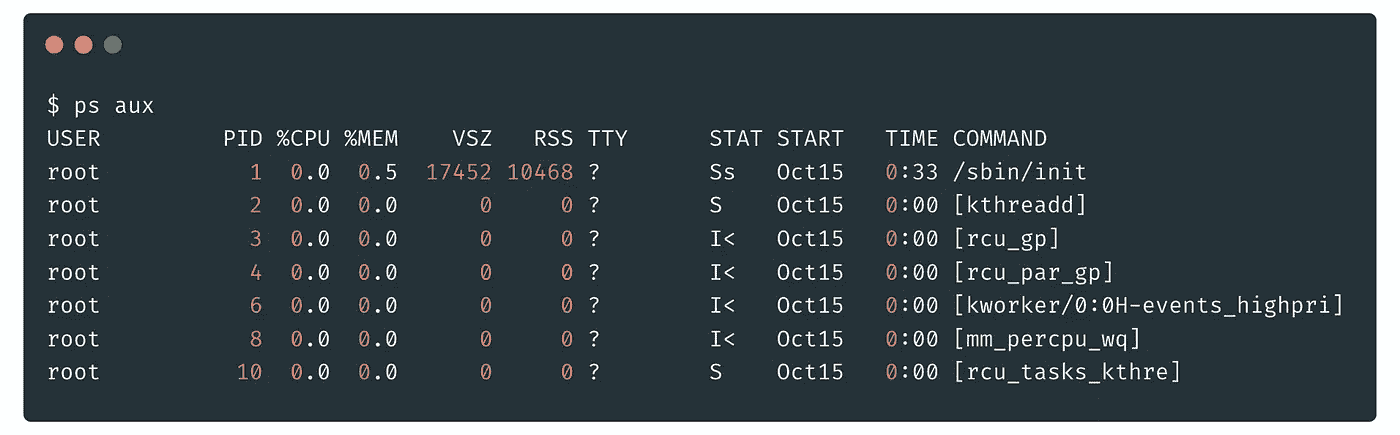 $ ps aux
USER         PID %CPU %MEM    VSZ   RSS TTY      STAT START   TIME COMMAND
root           1  0.0  0.5  17452 10468 ?        Ss   Oct15   0:33 /sbin/init
root           2  0.0  0.0      0     0 ?        S    Oct15   0:00 [kthreadd]
root           3  0.0  0.0      0     0 ?        I<   Oct15   0:00 [rcu_gp]
root           4  0.0  0.0      0     0 ?        I<   Oct15   0:00 [rcu_par_gp]
root           6  0.0  0.0      0     0 ?        I<   Oct15   0:00 [kworker/0:0H-events_highpri]
root           8  0.0  0.0      0     0 ?        I<   Oct15   0:00 [mm_percpu_wq]
root          10  0.0  0.0      0     0 ?        S    Oct15   0:00 [rcu_tasks_kthre]